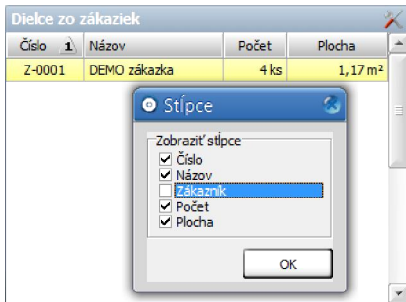 Dielce zo zákaziek
Číslo 1 Názov Počet Plocha
Z-0001 DEMO zákazka 4 ks 1,17 m²
Stĺpce
Zobraziť stĺpce
Číslo
Názov
Zákazník
Počet
Plocha
OK